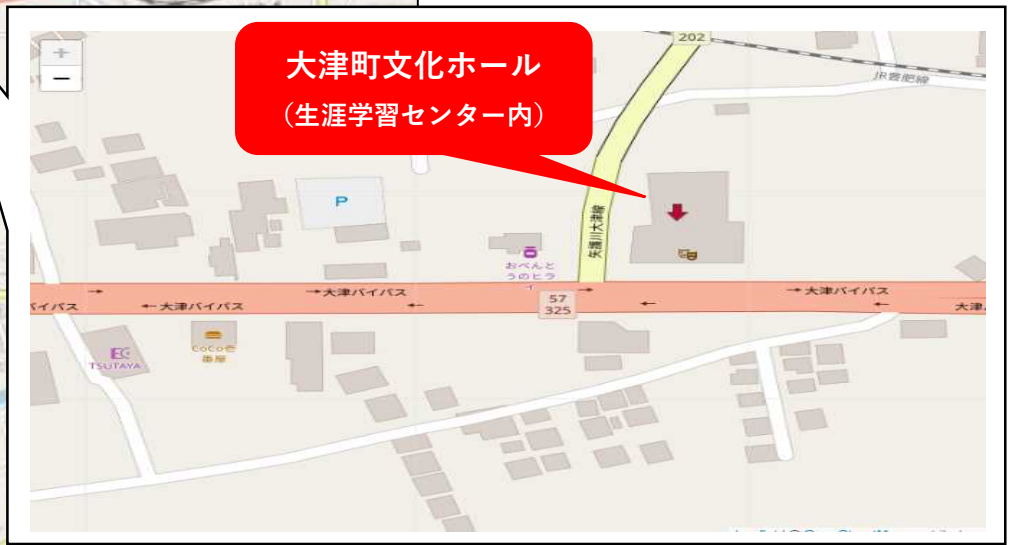 +
−
大津町文化ホール
(生涯学習センター内)
202
JR豊肥線
P
矢護川大津線
おべんと
うのヒラ
イ
→
→大津バイパス
→
→大津バイパス
イパス
←大津バイパス
←
57
325
←
←
大津
CoCo壱
番屋
TSUTAYA